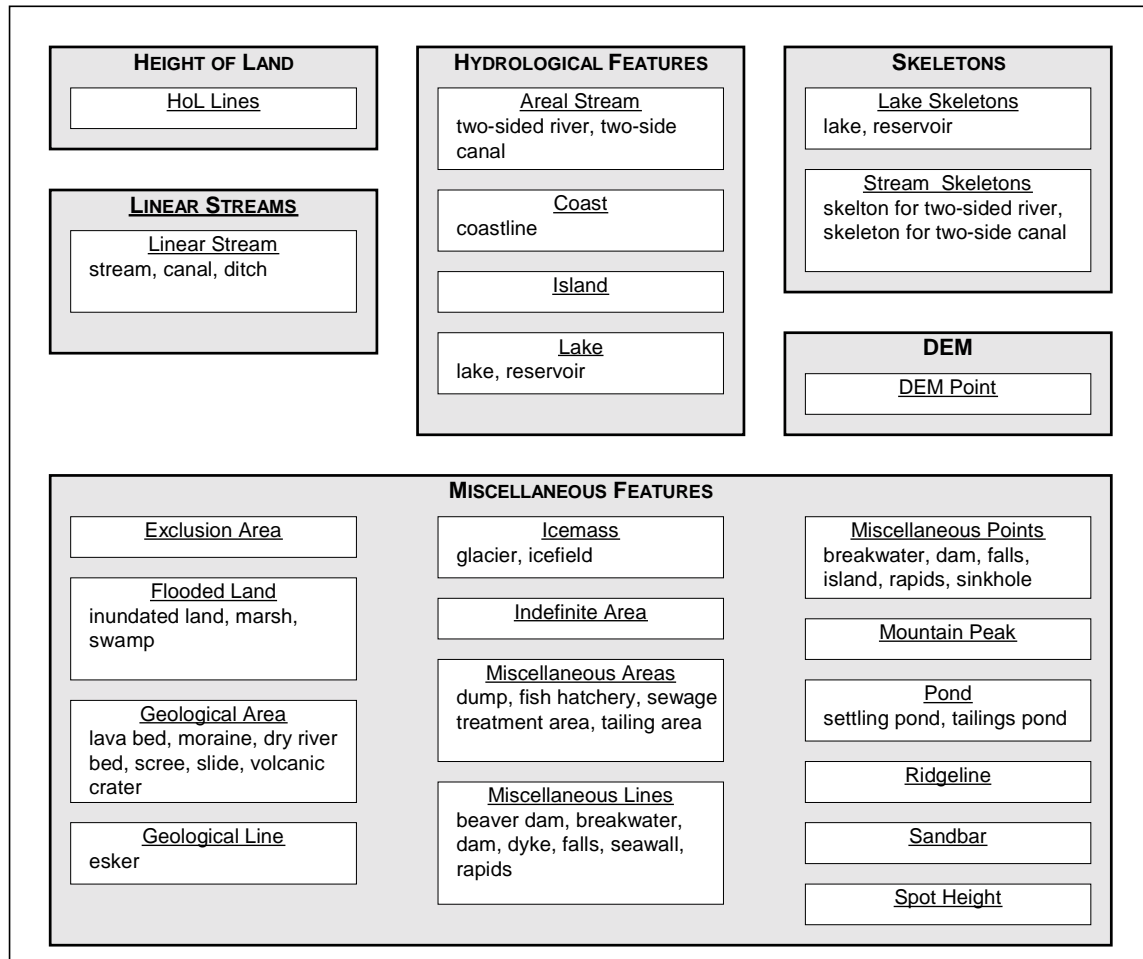 HEIGHT OF LAND
HoL Lines
LINEAR STREAMS
Linear Stream
stream, canal, ditch
HYDROLOGICAL FEATURES
Areal Stream
two-sided river, two-side
canal
Coast
coastline
Island
Lake
lake, reservoir
SKELETONS
Lake Skeletons
lake, reservoir
Stream Skeletons
skelton for two-sided river,
skeleton for two-side canal
DEM
DEM Point
MISCELLANEOUS FEATURES
Exclusion Area
Flooded Land
inundated land, marsh,
swamp
Geological Area
lava bed, moraine, dry river
bed, scree, slide, volcanic
crater
Geological Line
esker
Icemass
glacier, icefield
Indefinite Area
Miscellaneous Areas
dump, fish hatchery, sewage
treatment area, tailing area
Miscellaneous Lines
beaver dam, breakwater,
dam, dyke, falls, seawall,
rapids
Miscellaneous Points
breakwater, dam, falls,
island, rapids, sinkhole
Mountain Peak
Pond
settling pond, tailings pond
Ridgeline
Sandbar
Spot Height